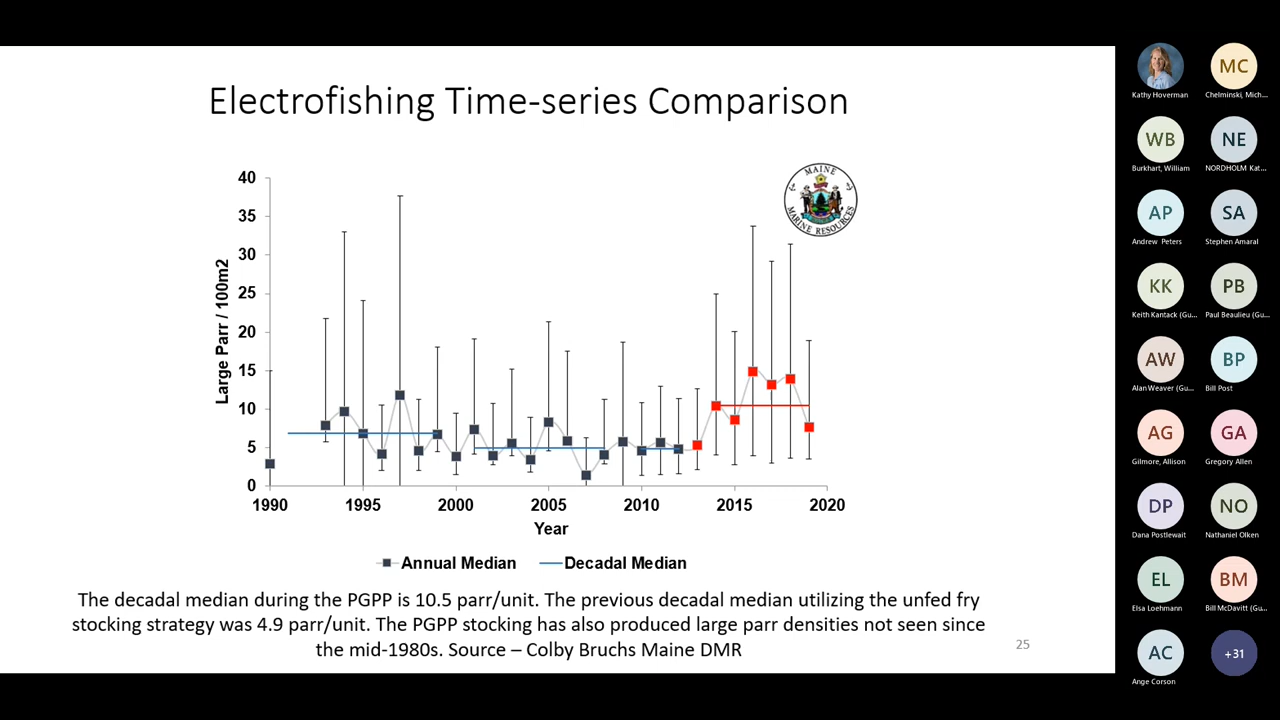 Electrofishing Time-series Comparison
MAINE
MARINE RESOURCES
40
35
30
25
20
15
10
5
0
Large Parr / 100m2
1990
1995
2000
2005
2010
2015
2020
Year
Annual Median
Decadal Median
The decadal median during the PGPP is 10.5 parr/unit. The previous decadal median utilizing the unfed fry
stocking strategy was 4.9 parr/unit. The PGPP stocking has also produced large parr densities not seen since
the mid-1980s. Source – Colby Bruchs Maine DMR
25
Kathy Hoverman
MC
Chelminski, Mich...
WB
Burkhart, William
NE
NORDHOLM Kat...
AP
Andrew Peters
SA
Stephen Amaral
KK
Keith Kantack (Gu...
PB
Paul Beaulieu (Gu...
AW
Alan Weaver (Gu...
BP
Bill Post
AG
Gilmore, Allison
GA
Gregory Allen
DP
Dana Postlewait
NO
Nathaniel Olken
EL
Elsa Loehmann
BM
Bill McDavitt (Gu...
AC
Ange Corson
+31